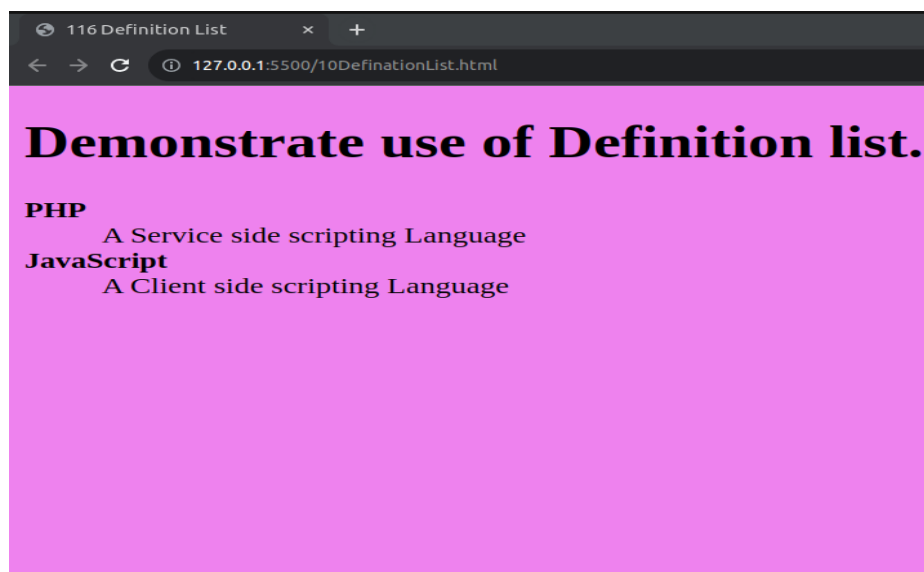 116 Definition List
127.0.0.1:5500/10DefinationList.html
Demonstrate use of Definition list.
PHP
A Service side scripting Language
JavaScript
A Client side scripting Language